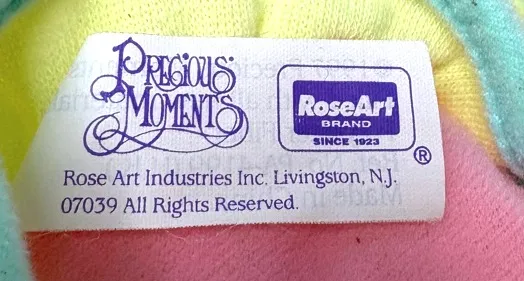 PRECIOUS
MOMENTS
RoseArt
BRAND
SINCE 1923
®
Rose Art Industries Inc. Livingston, N.J.
07039 All Rights Reserved.